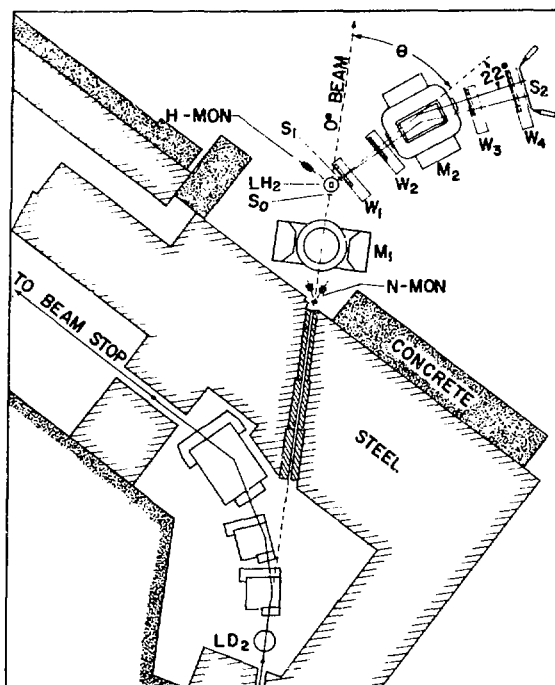 θ
0° BEAM
22°
S₂
H-MON
S₁
W₄
W₃
M₂
W₂
LH₂
W₁
S₀
M₁
N-MON
TO BEAM STOP
CONCRETE
STEEL
LD₂